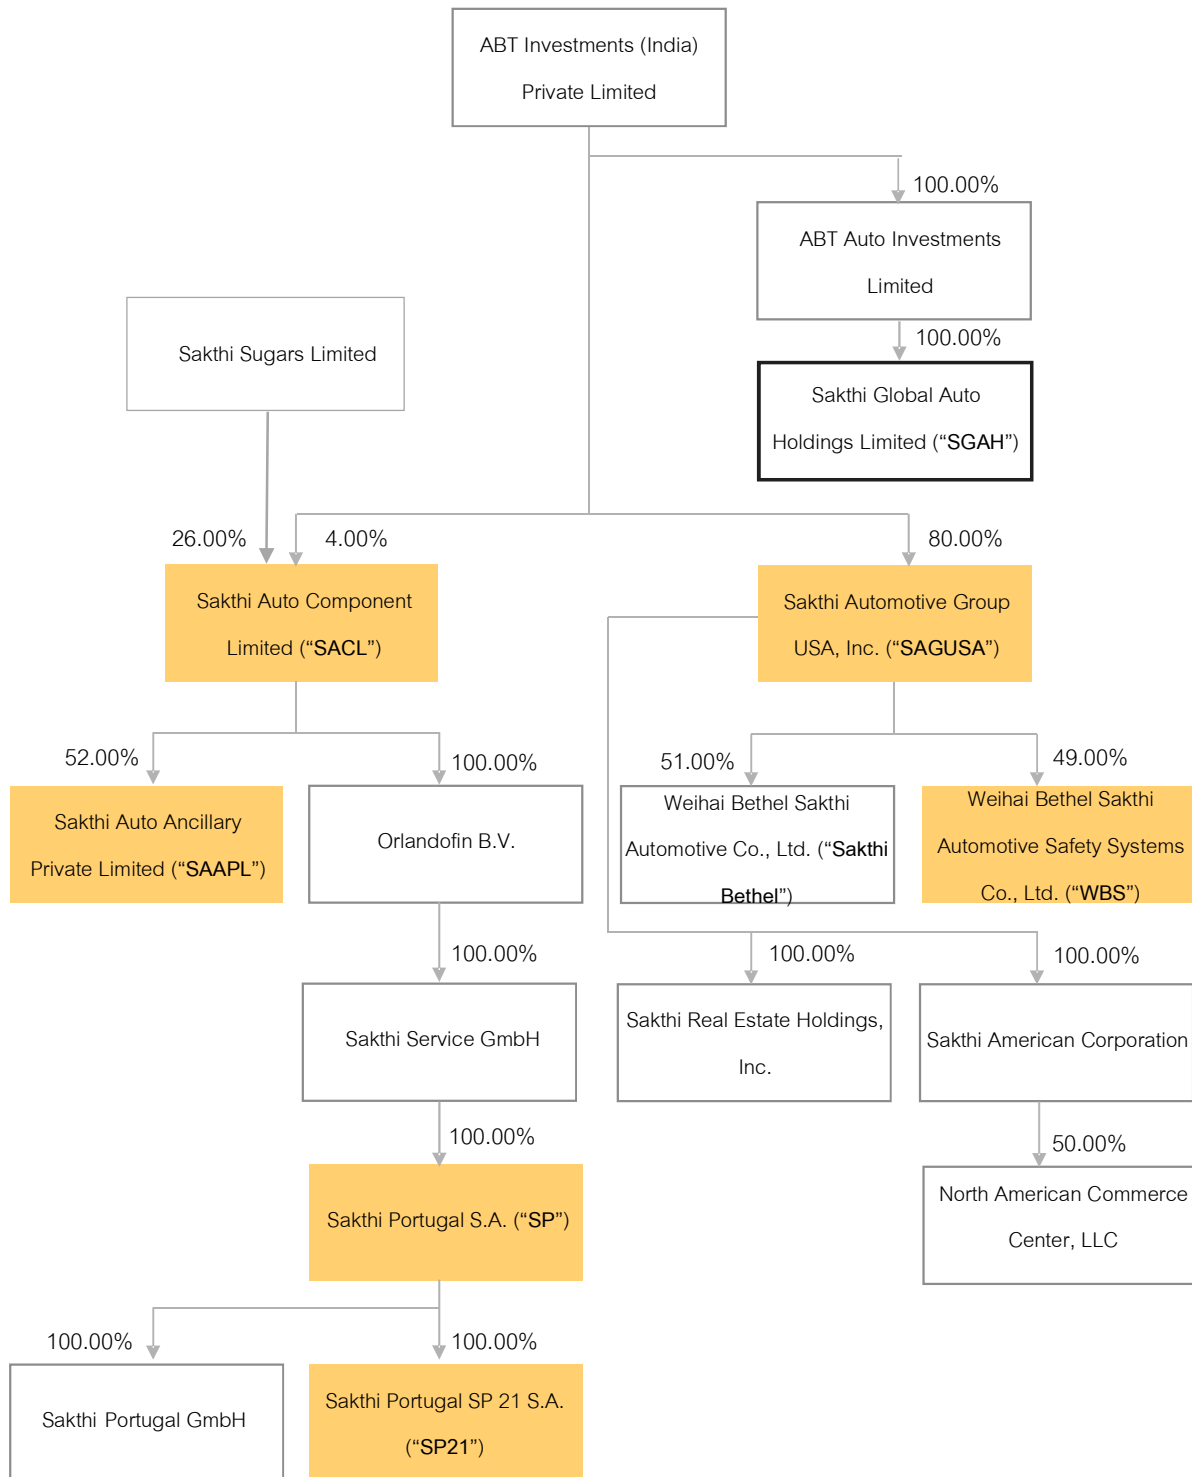 ABT Investments (India)
Private Limited
100.00%
ABT Auto Investments
Limited
100.00%
Sakthi Sugars Limited
Sakthi Global Auto
Holdings Limited (“SGAH”)
26.00%
4.00%
80.00%
Sakthi Auto Component
Limited (“SACL”)
Sakthi Automotive Group
USA, Inc. (“SAGUSA”)
52.00%
100.00%
51.00%
49.00%
Sakthi Auto Ancillary
Private Limited (“SAAPL”)
Orlandofin B.V.
Weihai Bethel Sakthi
Automotive Co., Ltd. (“Sakthi
Bethel”)
Weihai Bethel Sakthi
Automotive Safety Systems
Co., Ltd. (“WBS”)
100.00%
100.00%
100.00%
Sakthi Service GmbH
Sakthi Real Estate Holdings,
Inc.
Sakthi American Corporation
100.00%
50.00%
Sakthi Portugal S.A. (“SP”)
North American Commerce
Center, LLC
100.00%
100.00%
Sakthi Portugal GmbH
Sakthi Portugal SP 21 S.A.
(“SP21”)